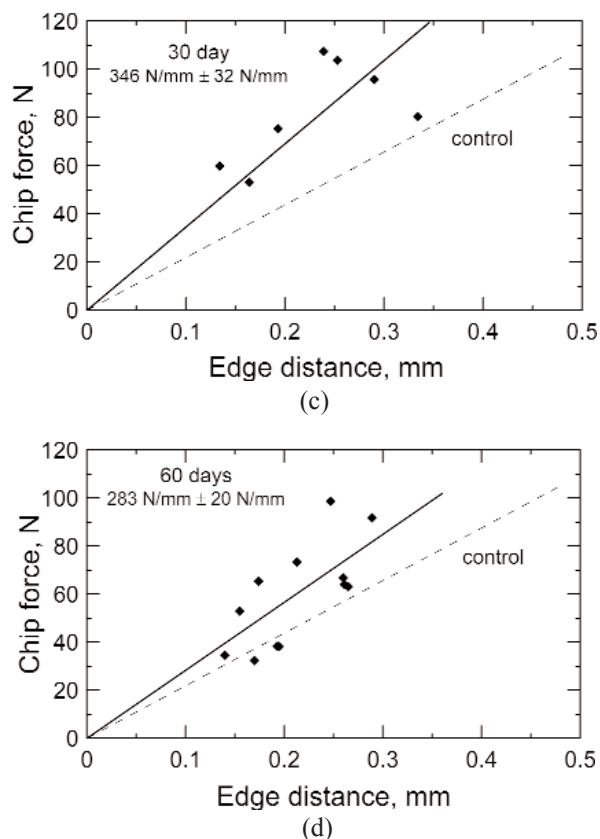 120
100
80
60
40
20
0
Chip force, N
30 day
346 N/mm ± 32 N/mm
control
0 0.1 0.2 0.3 0.4 0.5
Edge distance, mm
(c)
120
100
80
60
40
20
0
Chip force, N
60 days
283 N/mm ± 20 N/mm
control
0 0.1 0.2 0.3 0.4 0.5
Edge distance, mm
(d)